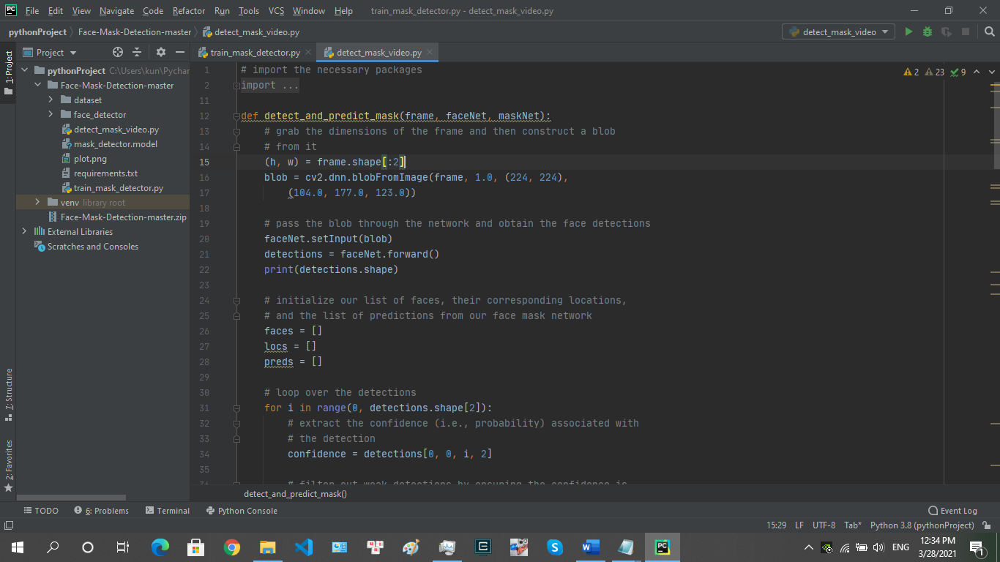 PC File Edit View Navigate Code Refactor Run Tools VCS Window Help train_mask_detector.py - detect_mask_video.py
pythonProject Face-Mask-Detection-master detect_mask_video.py detect_mask_video
1: Project
Project
train_mask_detector.py detect_mask_video.py
pythonProject C:\Users\kun\Pychar
Face-Mask-Detection-master
dataset
face_detector
detect_mask_video.py
mask_detector.model
plot.png
requirements.txt
train_mask_detector.py
venv library root
Face-Mask-Detection-master.zip
External Libraries
Scratches and Consoles
7: Structure
2: Favorites
2 23 9
1 # import the necessary packages
2 import ...
11
12 def detect_and_predict_mask(frame, faceNet, maskNet):
13 # grab the dimensions of the frame and then construct a blob
14 # from it
15 (h, w) = frame.shape[:2]
16 blob = cv2.dnn.blobFromImage(frame, 1.0, (224, 224),
17 (104.0, 177.0, 123.0))
18
19 # pass the blob through the network and obtain the face detections
20 faceNet.setInput(blob)
21 detections = faceNet.forward()
22 print(detections.shape)
23
24 # initialize our list of faces, their corresponding locations,
25 # and the list of predictions from our face mask network
26 faces = []
27 locs = []
28 preds = []
29
30 # loop over the detections
31 for i in range(0, detections.shape[2]):
32 # extract the confidence (i.e., probability) associated with
33 # the detection
34 confidence = detections[0, 0, i, 2]
35
36 # filter out weak detections by ensuring the confidence is
detect_and_predict_mask()
TODO 6: Problems Terminal Python Console Event Log
15:29 LF UTF-8 Tab* Python 3.8 (pythonProject)
ENG 12:34 PM
3/28/2021
1